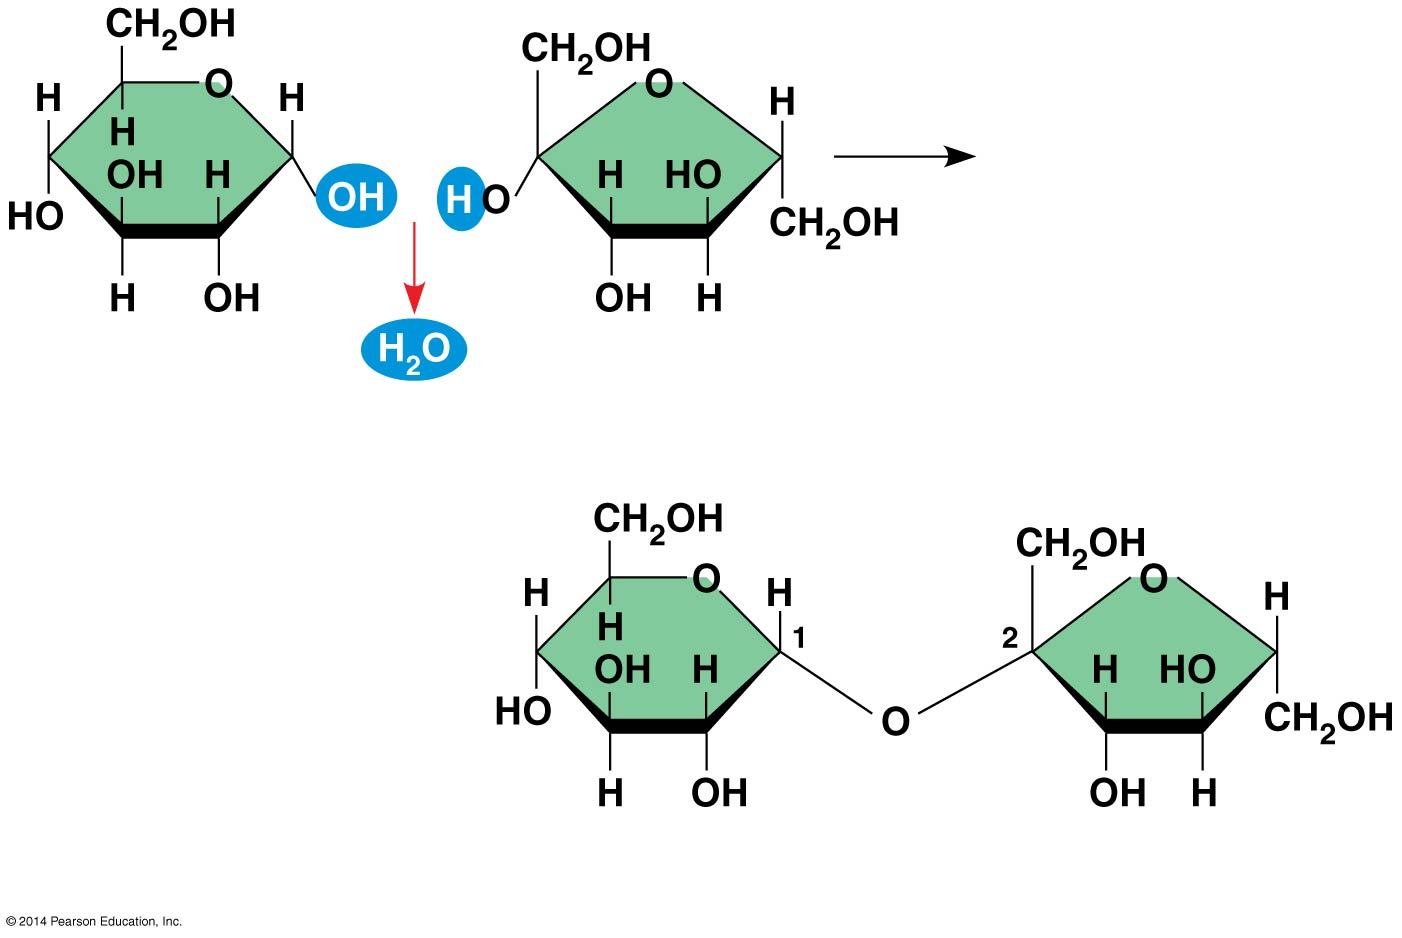 CH₂OH CH₂OH
O O
H H H
H
OH H H HO
HO OH H O CH₂OH
H OH OH H
H₂O
CH₂OH CH₂OH
O O
H H H
H 1 2
OH H H HO
HO O CH₂OH
H OH OH H
© 2014 Pearson Education, Inc.